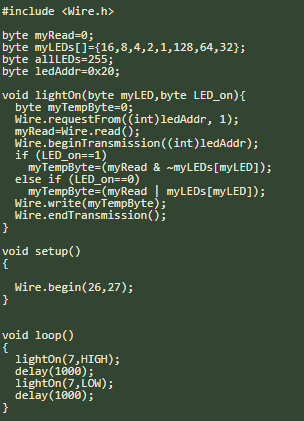 #include <Wire.h>

byte myRead=0;
byte myLEDs[]={16,8,4,2,1,128,64,32};
byte allLEDs=255;
byte ledAddr=0x20;

void lightOn(byte myLED,byte LED_on){
  byte myTempByte=0;
  Wire.requestFrom((int)ledAddr, 1);
  myRead=Wire.read();
  Wire.beginTransmission((int)ledAddr);
  if (LED_on==1)
    myTempByte=(myRead & ~myLEDs[myLED]);
  else if (LED_on==0)
    myTempByte=(myRead | myLEDs[myLED]);
  Wire.write(myTempByte);
  Wire.endTransmission();
}

void setup()
{

  Wire.begin(26,27);
}


void loop()
{
  lightOn(7,HIGH);
  delay(1000);
  lightOn(7,LOW);
  delay(1000);
}